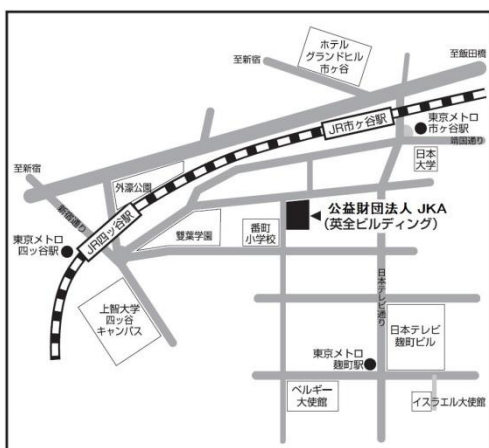 ホテル
グランドヒル
市ヶ谷
至新宿
至飯田橋
JR市ヶ谷駅
東京メトロ
市ヶ谷駅
靖国通り
日本
大学
至新宿
外濠公園
新宿通り
JR四ッ谷駅
東京メトロ
四ッ谷駅
雙葉学園
番町
小学校
公益財団法人 JKA
(英全ビルディング)
上智大学
四ッ谷
キャンパス
日本テレビ通り
日本テレビ
麹町ビル
東京メトロ
麹町駅
ベルギー
大使館
イスラエル大使館